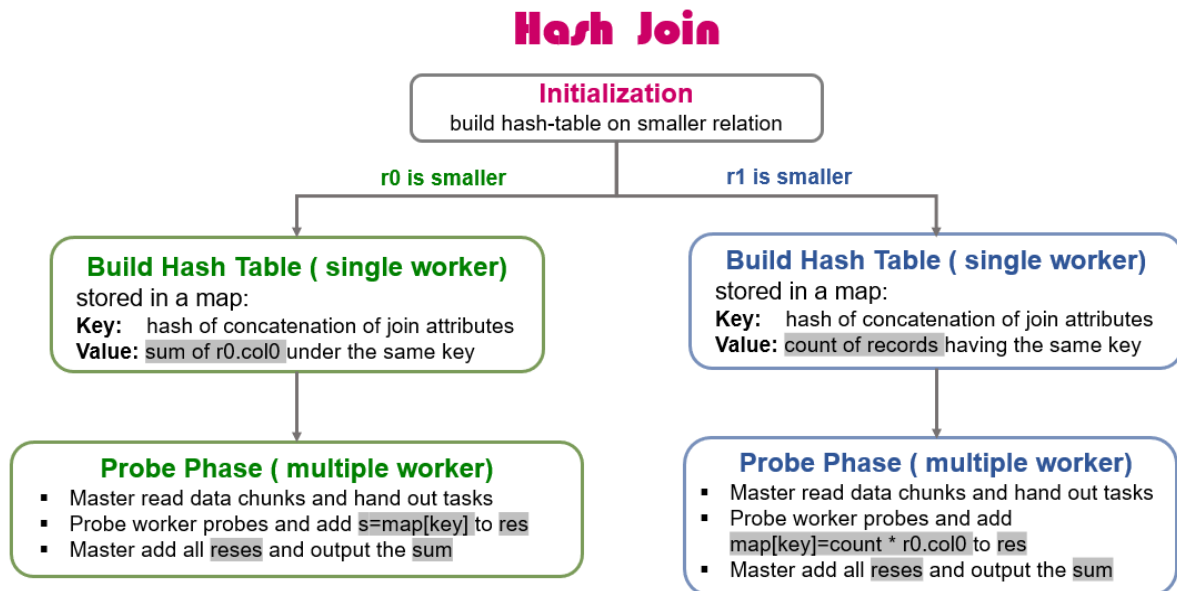 Hash Join
Initialization
build hash-table on smaller relation
r0 is smaller
r1 is smaller
Build Hash Table ( single worker)
stored in a map:
Key: hash of concatenation of join attributes
Value: sum of r0.col0 under the same key
Build Hash Table ( single worker)
stored in a map:
Key: hash of concatenation of join attributes
Value: count of records having the same key
Probe Phase ( multiple worker)
▪ Master read data chunks and hand out tasks
▪ Probe worker probes and add s=map[key] to res
▪ Master add all reses and output the sum
Probe Phase ( multiple worker)
▪ Master read data chunks and hand out tasks
▪ Probe worker probes and add
map[key]=count * r0.col0 to res
▪ Master add all reses and output the sum